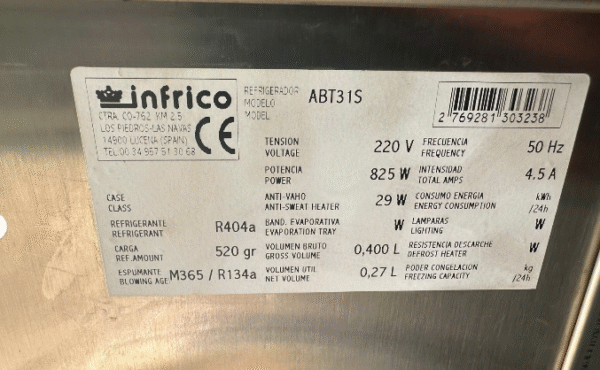 infrico
CTRA. CO-762 KM 2.5
LOS PIEDROS-LAS NAVAS
14900 LUCENA (SPAIN)
TEL:00 34 957 51 30 68
CE
REFRIGERADOR
MODELO
MODEL
ABT31S
2 769281 303238
TENSION
VOLTAGE
220 V
FRECUENCIA
FREQUENCY
50 Hz
POTENCIA
POWER
825 W
INTENSIDAD
TOTAL AMPS
4,5 A
CASE
CLASS
ANTI-VAHO
ANTI-SWEAT HEATER
29 W
CONSUMO ENERGIA
ENERGY CONSUMPTION
kWh
/24h
REFRIGERANTE
REFRIGERANT
R404a
BAND. EVAPORATIVA
EVAPORATION TRAY
W
LAMPARAS
LIGHTING
W
CARGA
REF.AMOUNT
520 gr
VOLUMEN BRUTO
GROSS VOLUME
0,400 L
RESISTENCIA DESCARCHE
DEFROST HEATER
W
ESPUMANTE
BLOWING AGE
M365 / R134a
VOLUMEN UTIL
NET VOLUME
0,27 L
PODER CONGELACION
FREEZING CAPACITY
kg
/24h